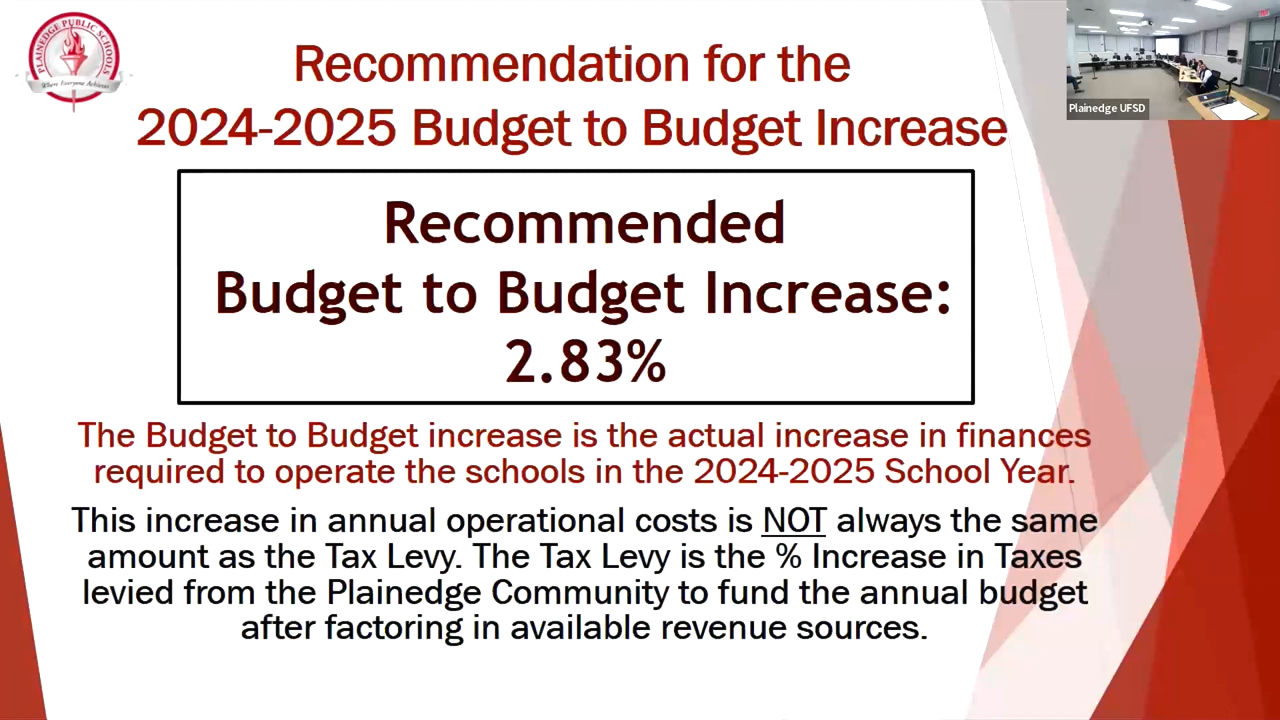 PLAINEDGE PUBLIC SCHOOLS
Where Everyone Achieves
Plainedge UFSD
Recommendation for the
2024-2025 Budget to Budget Increase
Recommended
Budget to Budget Increase:
2.83%
The Budget to Budget increase is the actual increase in finances
required to operate the schools in the 2024-2025 School Year.
This increase in annual operational costs is NOT always the same
amount as the Tax Levy. The Tax Levy is the % Increase in Taxes
levied from the Plainedge Community to fund the annual budget
after factoring in available revenue sources.